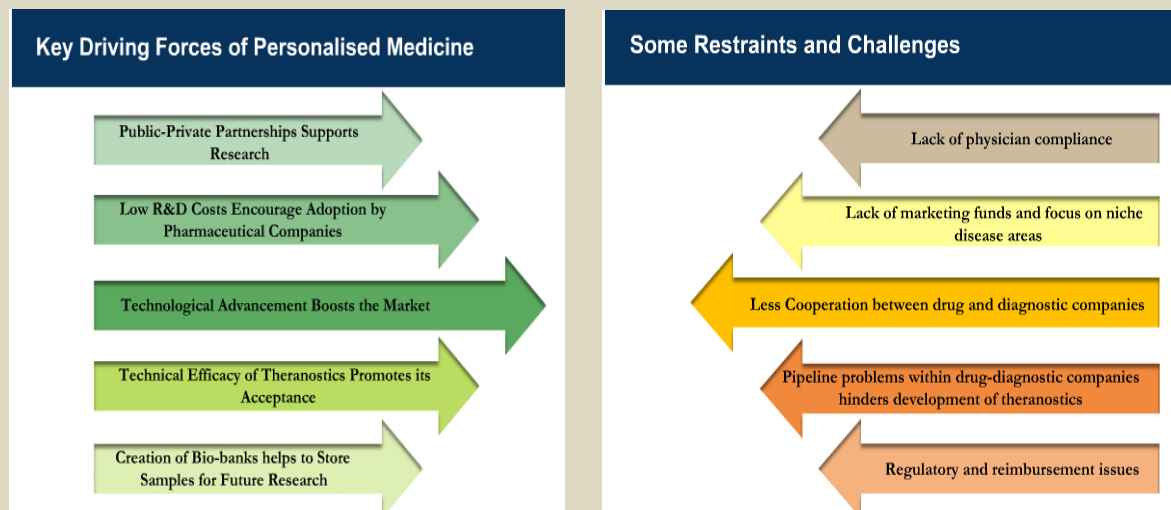 Key Driving Forces of Personalised Medicine
Public-Private Partnerships Supports
Research
Low R&D Costs Encourage Adoption by
Pharmaceutical Companies
Technological Advancement Boosts the Market
Technical Efficacy of Theranostics Promotes its
Acceptance
Creation of Bio-banks helps to Store
Samples for Future Research
Some Restraints and Challenges
Lack of physician compliance
Lack of marketing funds and focus on niche
disease areas
Less Cooperation between drug and diagnostic companies
Pipeline problems within drug-diagnostic companies
hinders development of theranostics
Regulatory and reimbursement issues